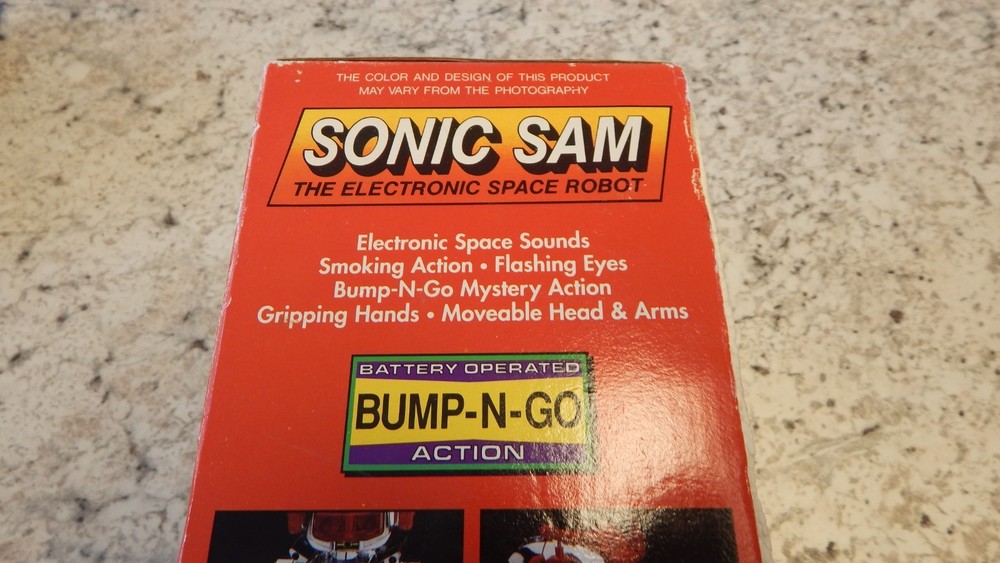 THE COLOR AND DESIGN OF THIS PRODUCT
MAY VARY FROM THE PHOTOGRAPHY
SONIC SAM
THE ELECTRONIC SPACE ROBOT
Electronic Space Sounds
Smoking Action • Flashing Eyes
Bump-N-Go Mystery Action
Gripping Hands • Moveable Head & Arms
BATTERY OPERATED
BUMP-N-GO
ACTION